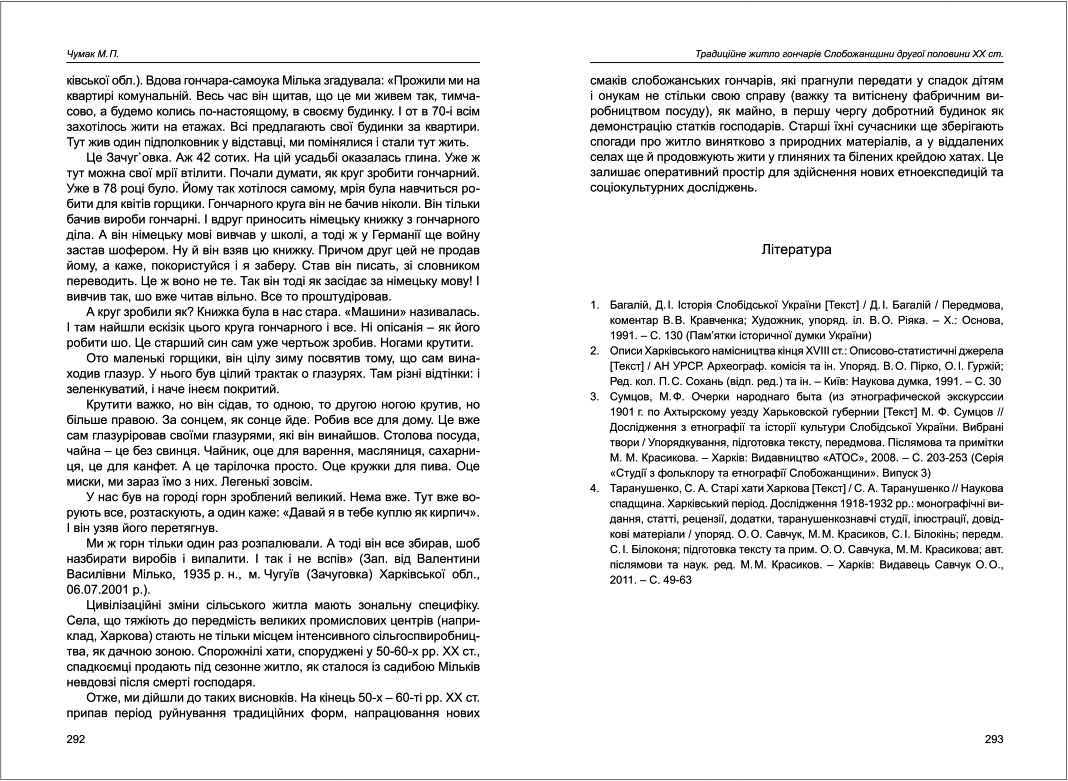 Чумак М. П.
ківської обл.). Вдова гончара-самоука Мілька згадувала: «Прожили ми на
квартирі комунальній. Весь час він щитав, що це ми живем так, тимча-
сово, а будемо колись по-настоящому, в своєму будинку. І от в 70-і всім
захотілось жити на етажах. Всі предлагають свої будинки за квартири.
Тут жив один підполковник у відставці, ми помінялися і стали тут жить.
Це Зачуг`овка. Аж 42 сотих. На цій усадьбі оказалась глина. Уже ж
тут можна свої мрії втілити. Почали думати, як круг зробити гончарний.
Уже в 78 році було. Йому так хотілося самому, мрія була навчиться ро-
бити для квітів горщики. Гончарного круга він не бачив ніколи. Він тільки
бачив вироби гончарні. І вдруг приносить німецьку книжку з гончарного
діла. А він німецьку мові вивчав у школі, а тоді ж у Германії ще войну
застав шофером. Ну й він взяв цю книжку. Причом друг цей не продав
йому, а каже, покористуйся і я заберу. Став він писать, зі словником
переводить. Це ж воно не те. Так він тоді як засідає за німецьку мову! І
вивчив так, шо вже читав вільно. Все то проштудіровав.
А круг зробили як? Книжка була в нас стара. «Машини» називалась.
І там найшли ескізік цього круга гончарного і все. Ні опісанія – як його
робити шо. Це старший син сам уже чертьож зробив. Ногами крутити.
Ото маленькі горщики, він цілу зиму посвятив тому, що сам вина-
ходив глазур. У нього був цілий трактак о глазурях. Там різні відтінки: і
зеленкуватий, і наче інеєм покритий.
Крутити важко, но він сідав, то одною, то другою ногою крутив, но
більше правою. За сонцем, як сонце йде. Робив все для дому. Це вже
сам глазуріровав своїми глазурями, які він винайшов. Столова посуда,
чайна – це без свинця. Чайник, оце для варення, масляниця, сахарни-
ця, це для канфет. А це тарілочка просто. Оце кружки для пива. Оце
миски, ми зараз їмо з них. Легенькі зовсім.
У нас був на городі горн зроблений великий. Нема вже. Тут вже во-
рують все, розтаскують, а один каже: «Давай я в тебе куплю як кирпич».
І він узяв його перетягнув.
Ми ж горн тільки один раз розпалювали. А тоді він все збирав, шоб
назбирати виробів і випалити. І так і не вспів» (Зап. від Валентини
Василівни Мілько, 1935 р. н., м. Чугуїв (Зачуговка) Харківської обл.,
06.07.2001 р.).
Цивілізаційні зміни сільського житла мають зональну специфіку.
Села, що тяжіють до передмість великих промислових центрів (напри-
клад, Харкова) стають не тільки місцем інтенсивного сільгоспвиробниц-
тва, як дачною зоною. Спорожнілі хати, споруджені у 50-60-х рр. ХХ ст.,
спадкоємці продають під сезонне житло, як сталося із садибою Мільків
невдовзі після смерті господаря.
Отже, ми дійшли до таких висновків. На кінець 50-х – 60-ті рр. ХХ ст.
припав період руйнування традиційних форм, напрацювання нових
292
Традиційне житло гончарів Слобожанщини другої половини ХХ ст.
смаків слобожанських гончарів, які прагнули передати у спадок дітям
і онукам не стільки свою справу (важку та витіснену фабричним ви-
робництвом посуду), як майно, в першу чергу добротний будинок як
демонстрацію статків господарів. Старші їхні сучасники ще зберігають
спогади про житло винятково з природних матеріалів, а у віддалених
селах ще й продовжують жити у глиняних та білених крейдою хатах. Це
залишає оперативний простір для здійснення нових етноекспедицій та
соціокультурних досліджень.
Література
1. Багалій, Д. І. Історія Слобідської України [Текст] / Д. І. Багалій / Передмова,
коментар В. В. Кравченка; Художник, упоряд. іл. В. О. Ріяка. – Х.: Основа,
1991. – С. 130 (Пам’ятки історичної думки України)
2. Описи Харківського намісництва кінця XVIII ст.: Описово-статистичні джерела
[Текст] / АН УРСР. Археограф. комісія та ін. Упоряд. В. О. Пірко, О. І. Гуржій;
Ред. кол. П. С. Сохань (відп. ред.) та ін. – Київ: Наукова думка, 1991. – С. 30
3. Сумцов, М. Ф. Очерки народнаго быта (из этнографической экскурссии
1901 г. по Ахтырскому уезду Харьковской губернии [Текст] М. Ф. Сумцов //
Дослідження з етнографії та історії культури Слобідської України. Вибрані
твори / Упорядкування, підготовка тексту, передмова. Післямова та примітки
М. М. Красикова. – Харків: Видавництво «АТОС», 2008. – С. 203-253 (Серія
«Студії з фольклору та етнографії Слобожанщини». Випуск 3)
4. Таранушенко, С. А. Старі хати Харкова [Текст] / С. А. Таранушенко // Наукова
спадщина. Харківський період. Дослідження 1918-1932 рр.: монографічні ви-
дання, статті, рецензії, додатки, таранушенкознавчі студії, ілюстрації, довід-
кові матеріали / упоряд. О. О. Савчук, М. М. Красиков, С. І. Білокінь; передм.
С. І. Білоконя; підготовка тексту та прим. О. О. Савчука, М. М. Красикова; авт.
післямови та наук. ред. М. М. Красиков. – Харків: Видавець Савчук О. О.,
2011. – С. 49-63
293